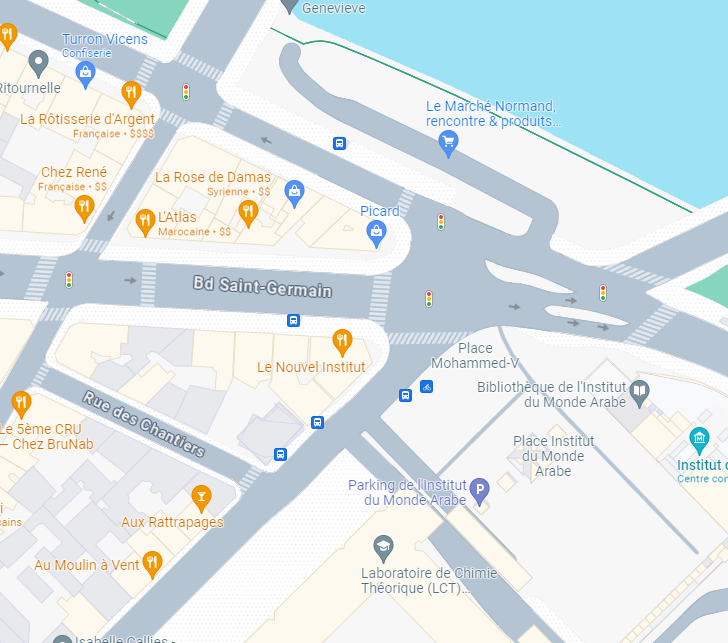 Genevieve
Turron Vicens
Confiserie
Ritournelle
La Rôtisserie d'Argent
Française • $$$$
Le Marché Normand,
rencontre & produits...
Chez René
Française • $$
La Rose de Damas
Syrienne • $$
L'Atlas
Marocaine • $$
Picard
Bd Saint-Germain
Le Nouvel Institut
Place
Mohammed-V
Bibliothèque de l'Institut
du Monde Arabe
Rue des Chantiers
Le 5ème CRU
— Chez BruNab
Place Institut
du Monde
Arabe
Institut d
Centre cor
Parking de l'Institut
du Monde Arabe
P
i
cains
Aux Rattrapages
Au Moulin à Vent
Laboratoire de Chimie
Théorique (LCT)...
Isabelle Callies -